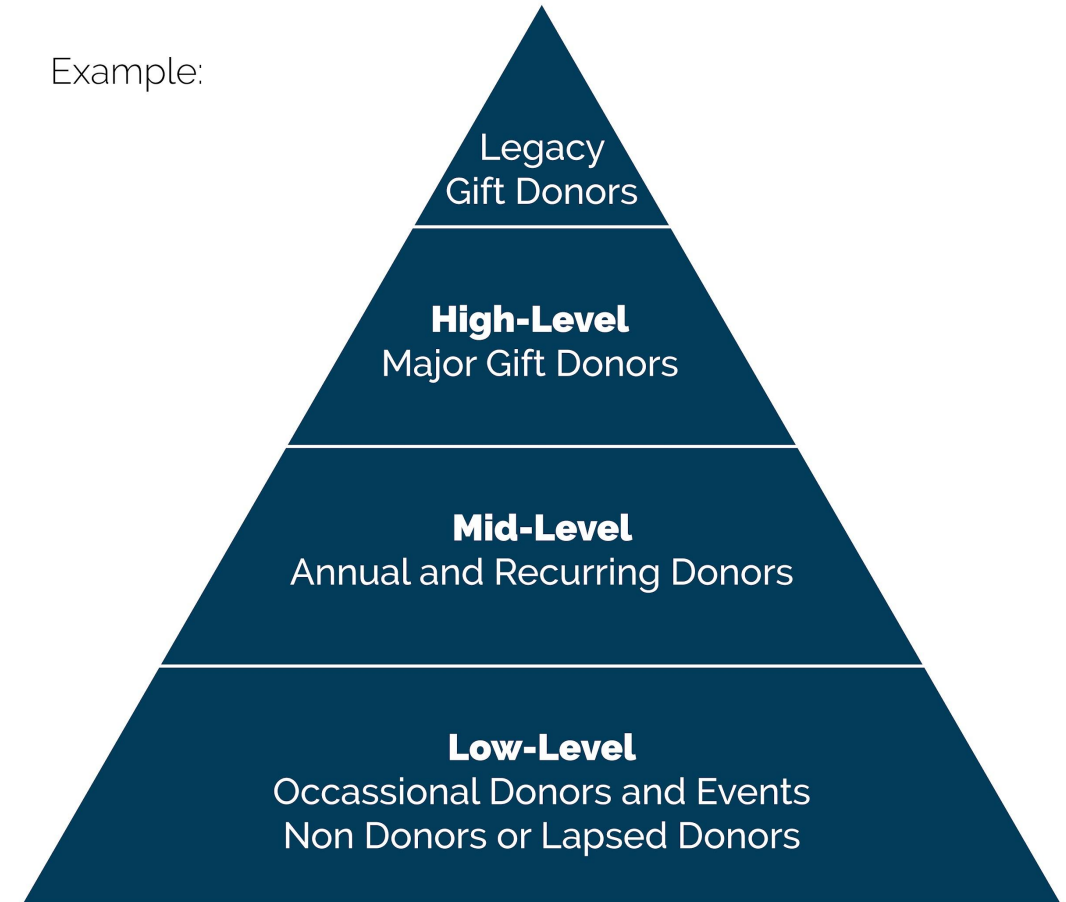 Example:
Legacy
Gift Donors
High-Level
Major Gift Donors
Mid-Level
Annual and Recurring Donors
Low-Level
Occassional Donors and Events
Non Donors or Lapsed Donors